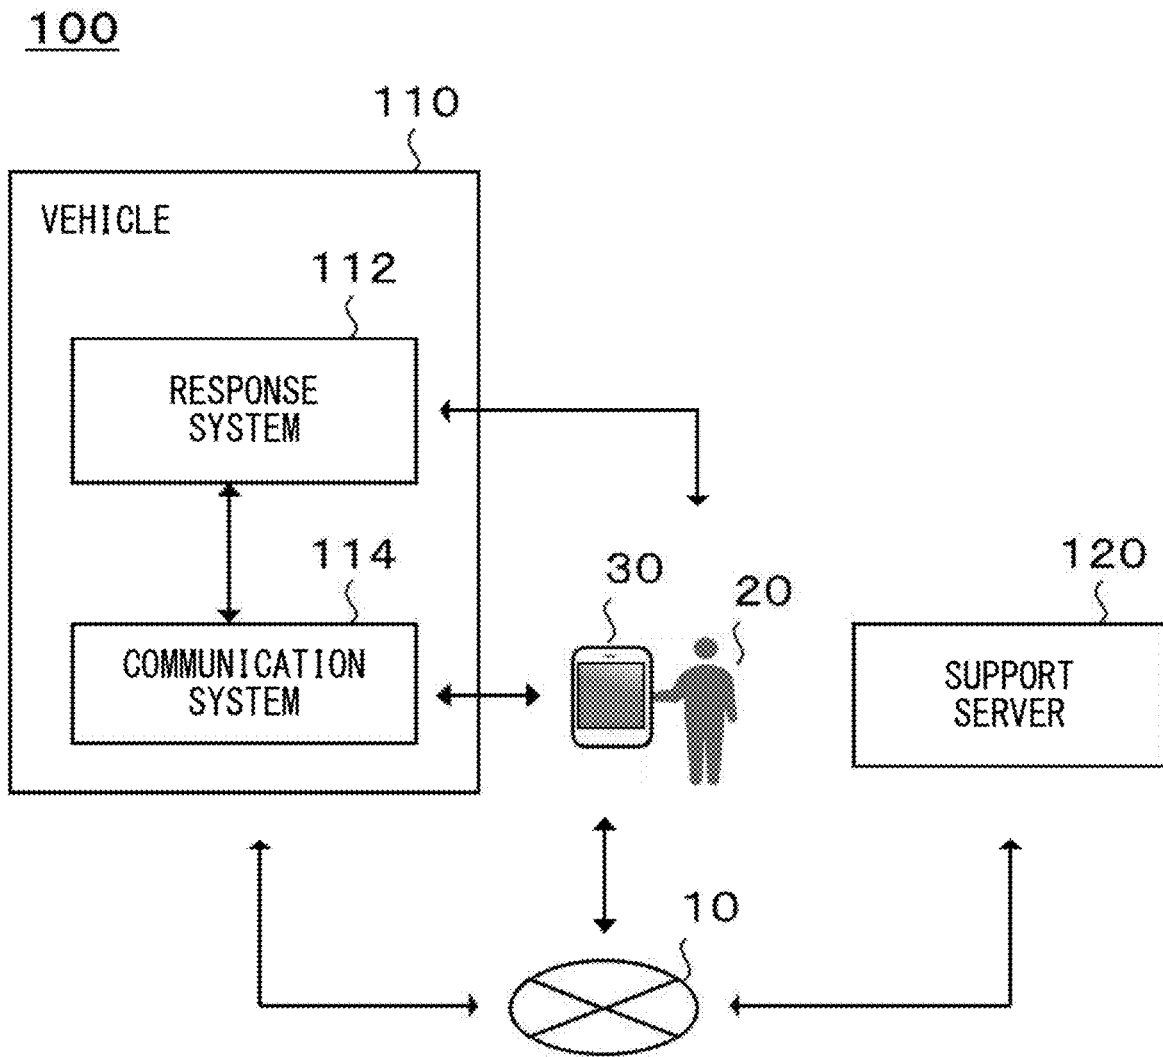 100
110
VEHICLE
112
RESPONSE
SYSTEM
114
COMMUNICATION
SYSTEM
30
20
120
SUPPORT
SERVER
10